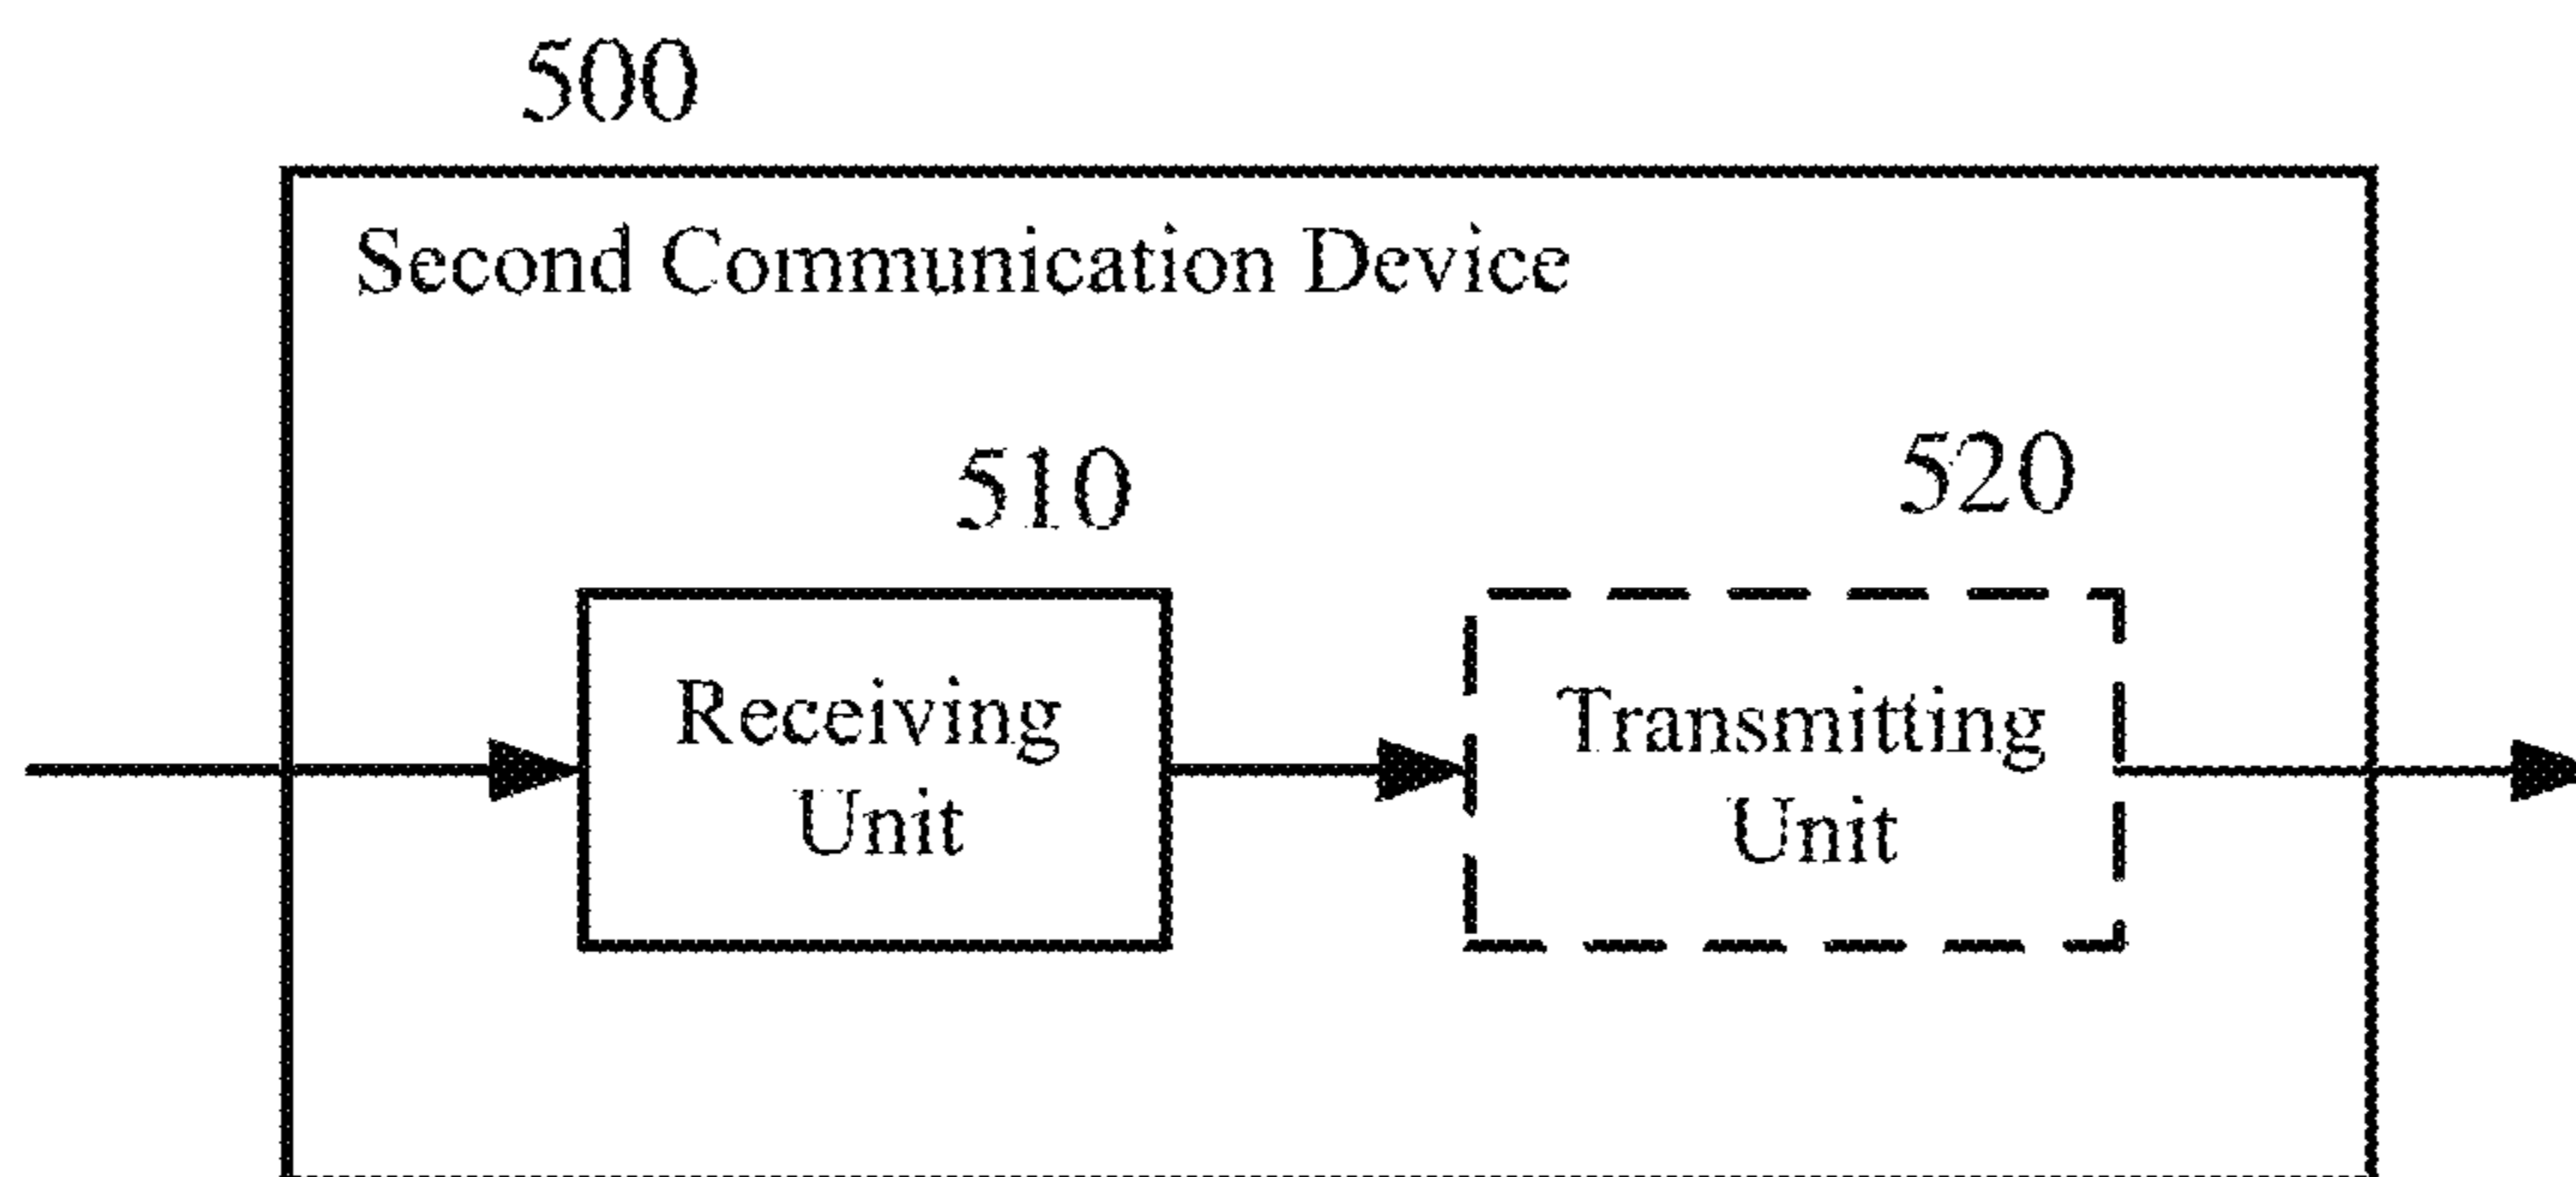 500
Second Communication Device
510
520
Receiving
Unit
Transmitting
Unit